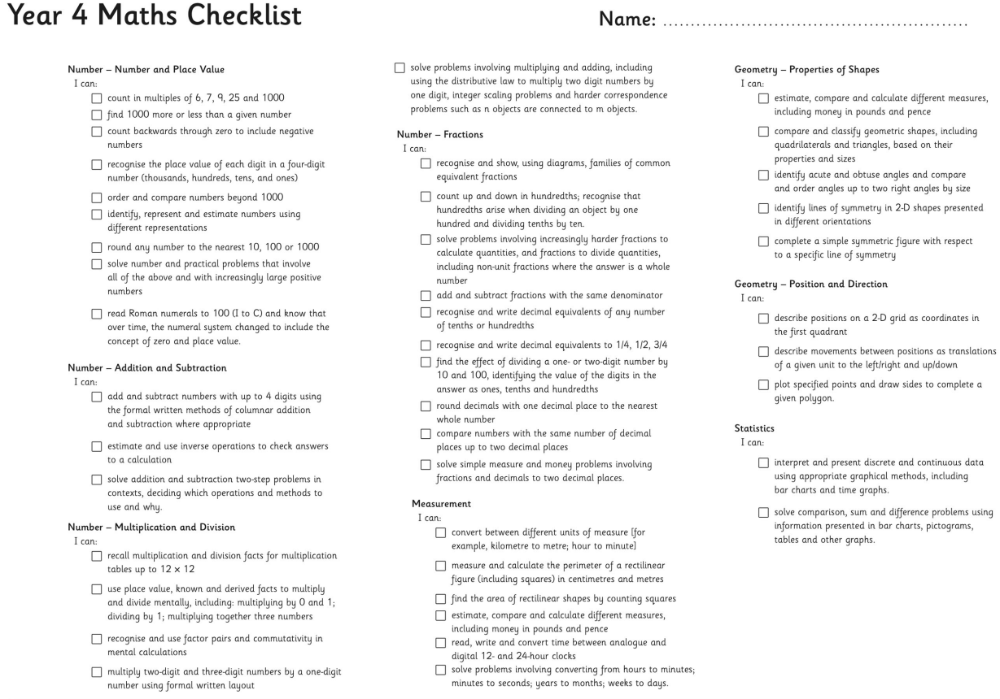 Year 4 Maths Checklist
Name: ......................................................
Number – Number and Place Value
I can:
count in multiples of 6, 7, 9, 25 and 1000
find 1000 more or less than a given number
count backwards through zero to include negative
numbers
recognise the place value of each digit in a four-digit
number (thousands, hundreds, tens, and ones)
order and compare numbers beyond 1000
identify, represent and estimate numbers using
different representations
round any number to the nearest 10, 100 or 1000
solve number and practical problems that involve
all of the above and with increasingly large positive
numbers
read Roman numerals to 100 (I to C) and know that
over time, the numeral system changed to include the
concept of zero and place value.
Number – Addition and Subtraction
I can:
add and subtract numbers with up to 4 digits using
the formal written methods of columnar addition
and subtraction where appropriate
estimate and use inverse operations to check answers
to a calculation
solve addition and subtraction two-step problems in
contexts, deciding which operations and methods to
use and why.
Number – Multiplication and Division
I can:
recall multiplication and division facts for multiplication
tables up to 12 × 12
use place value, known and derived facts to multiply
and divide mentally, including: multiplying by 0 and 1;
dividing by 1; multiplying together three numbers
recognise and use factor pairs and commutativity in
mental calculations
multiply two-digit and three-digit numbers by a one-digit
number using formal written layout
solve problems involving multiplying and adding, including
using the distributive law to multiply two digit numbers by
one digit, integer scaling problems and harder correspondence
problems such as n objects are connected to m objects.
Number – Fractions
I can:
recognise and show, using diagrams, families of common
equivalent fractions
count up and down in hundredths; recognise that
hundredths arise when dividing an object by one
hundred and dividing tenths by ten.
solve problems involving increasingly harder fractions to
calculate quantities, and fractions to divide quantities,
including non-unit fractions where the answer is a whole
number
add and subtract fractions with the same denominator
recognise and write decimal equivalents of any number
of tenths or hundredths
recognise and write decimal equivalents to 1/4, 1/2, 3/4
find the effect of dividing a one- or two-digit number by
10 and 100, identifying the value of the digits in the
answer as ones, tenths and hundredths
round decimals with one decimal place to the nearest
whole number
compare numbers with the same number of decimal
places up to two decimal places
solve simple measure and money problems involving
fractions and decimals to two decimal places.
Measurement
I can:
convert between different units of measure [for
example, kilometre to metre; hour to minute]
measure and calculate the perimeter of a rectilinear
figure (including squares) in centimetres and metres
find the area of rectilinear shapes by counting squares
estimate, compare and calculate different measures,
including money in pounds and pence
read, write and convert time between analogue and
digital 12- and 24-hour clocks
solve problems involving converting from hours to minutes;
minutes to seconds; years to months; weeks to days.
Geometry – Properties of Shapes
I can:
estimate, compare and calculate different measures,
including money in pounds and pence
compare and classify geometric shapes, including
quadrilaterals and triangles, based on their
properties and sizes
identify acute and obtuse angles and compare
and order angles up to two right angles by size
identify lines of symmetry in 2-D shapes presented
in different orientations
complete a simple symmetric figure with respect
to a specific line of symmetry
Geometry – Position and Direction
I can:
describe positions on a 2-D grid as coordinates in
the first quadrant
describe movements between positions as translations
of a given unit to the left/right and up/down
plot specified points and draw sides to complete a
given polygon.
Statistics
I can:
interpret and present discrete and continuous data
using appropriate graphical methods, including
bar charts and time graphs.
solve comparison, sum and difference problems using
information presented in bar charts, pictograms,
tables and other graphs.